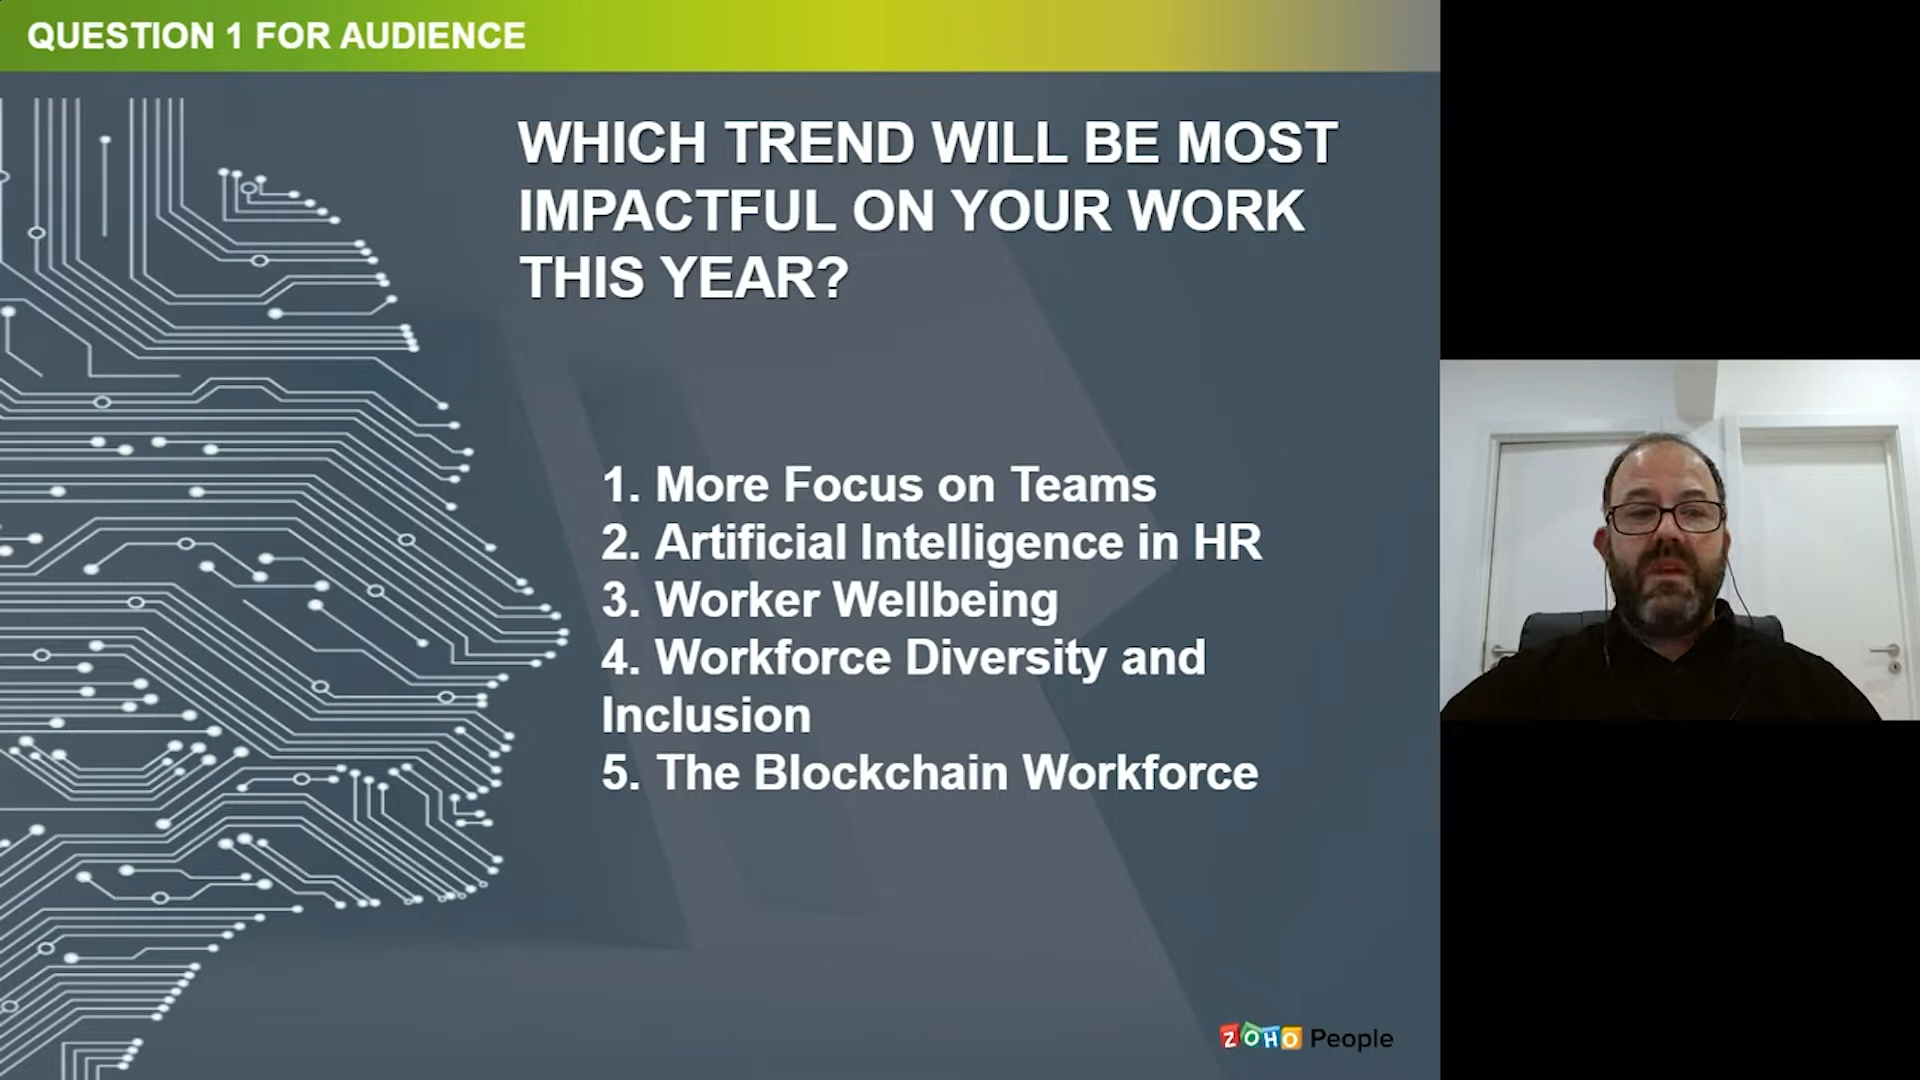 QUESTION 1 FOR AUDIENCE
WHICH TREND WILL BE MOST
IMPACTFUL ON YOUR WORK
THIS YEAR?
1. More Focus on Teams
2. Artificial Intelligence in HR
3. Worker Wellbeing
4. Workforce Diversity and
Inclusion
5. The Blockchain Workforce
ZOHO People